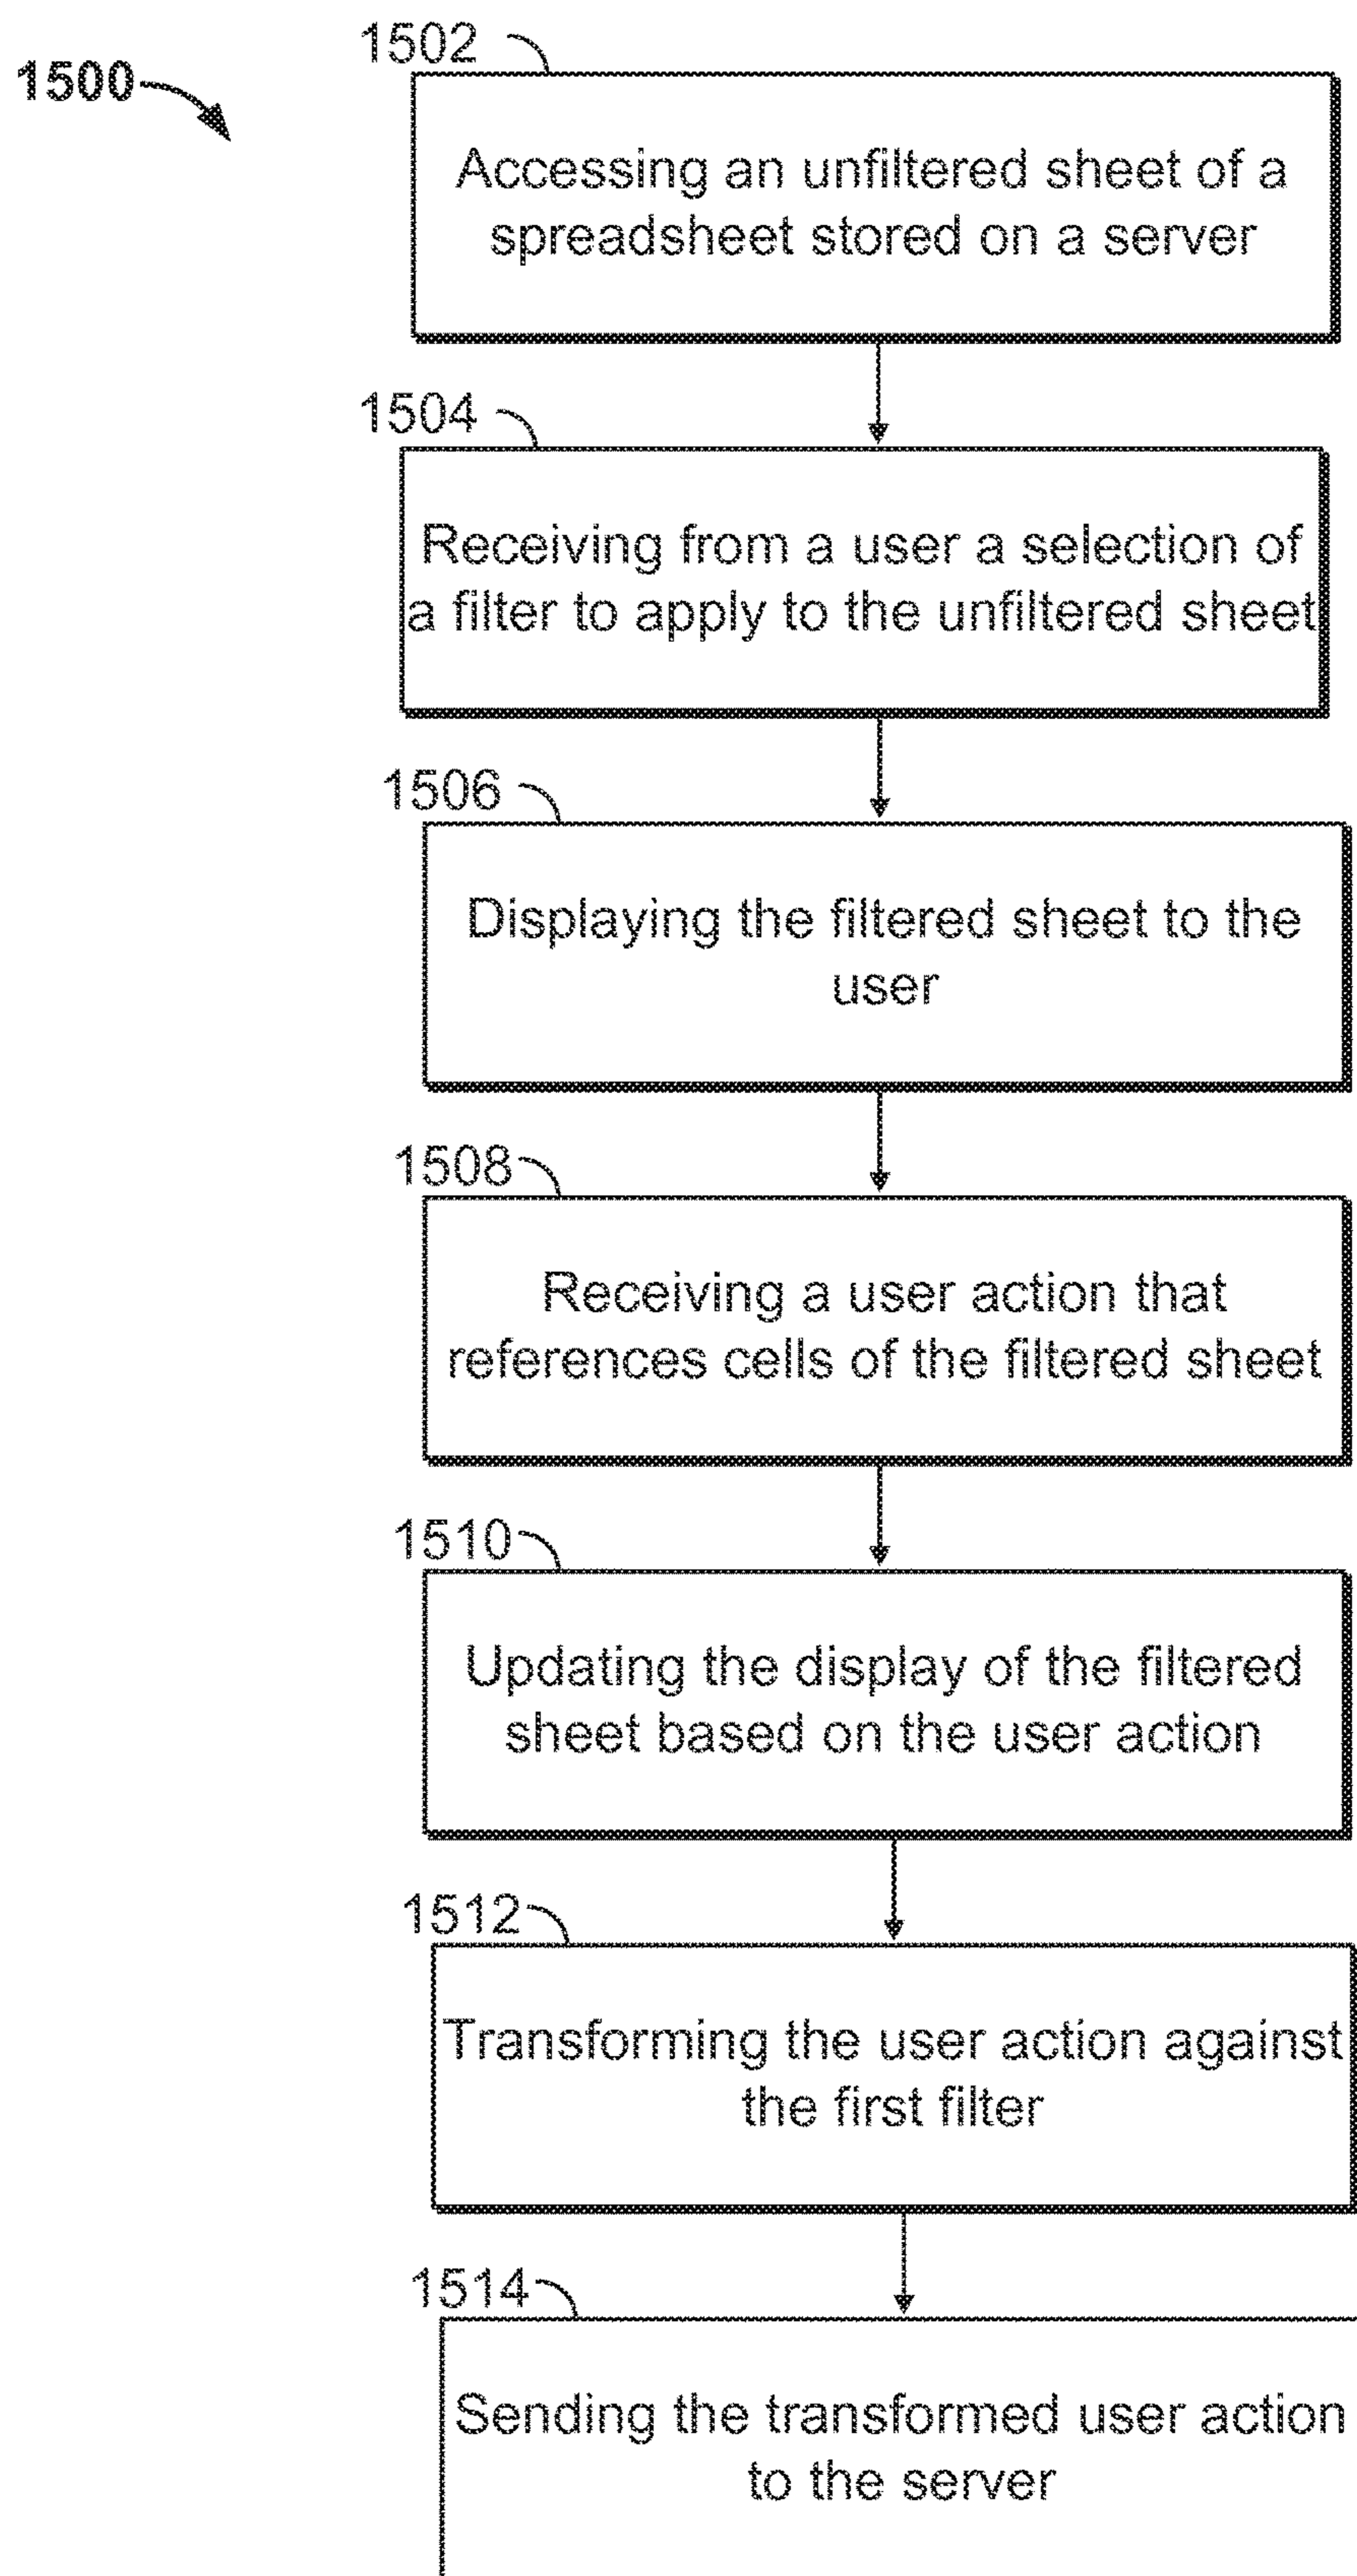 1500
1502
Accessing an unfiltered sheet of a
spreadsheet stored on a server
1504
Receiving from a user a selection of
a filter to apply to the unfiltered sheet
1506
Displaying the filtered sheet to the
user
1508
Receiving a user action that
references cells of the filtered sheet
1510
Updating the display of the filtered
sheet based on the user action
1512
Transforming the user action against
the first filter
1514
Sending the transformed user action
to the server